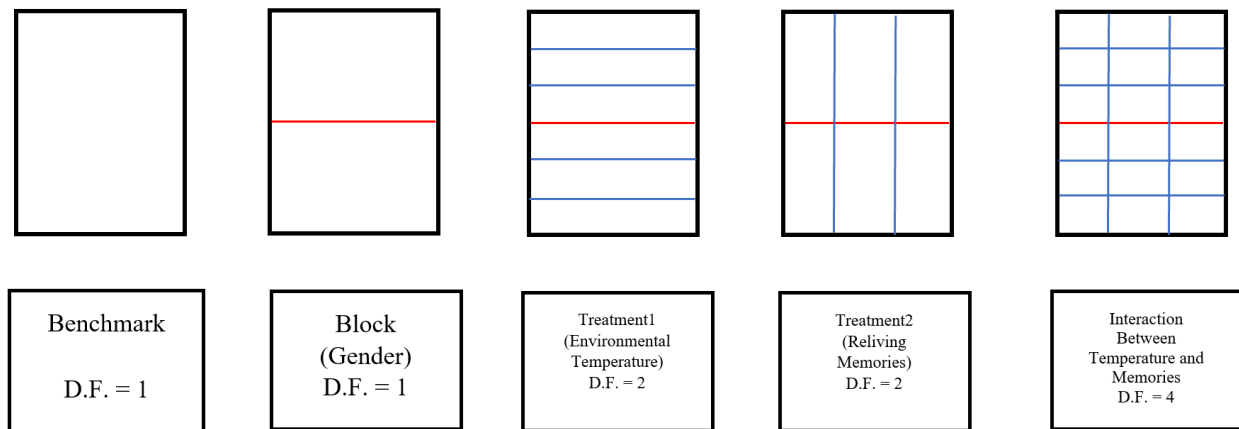 Benchmark
D.F. = 1
Block
(Gender)
D.F. = 1
Treatment1
(Environmental
Temperature)
D.F. = 2
Treatment2
(Reliving
Memories)
D.F. = 2
Interaction
Between
Temperature and
Memories
D.F. = 4